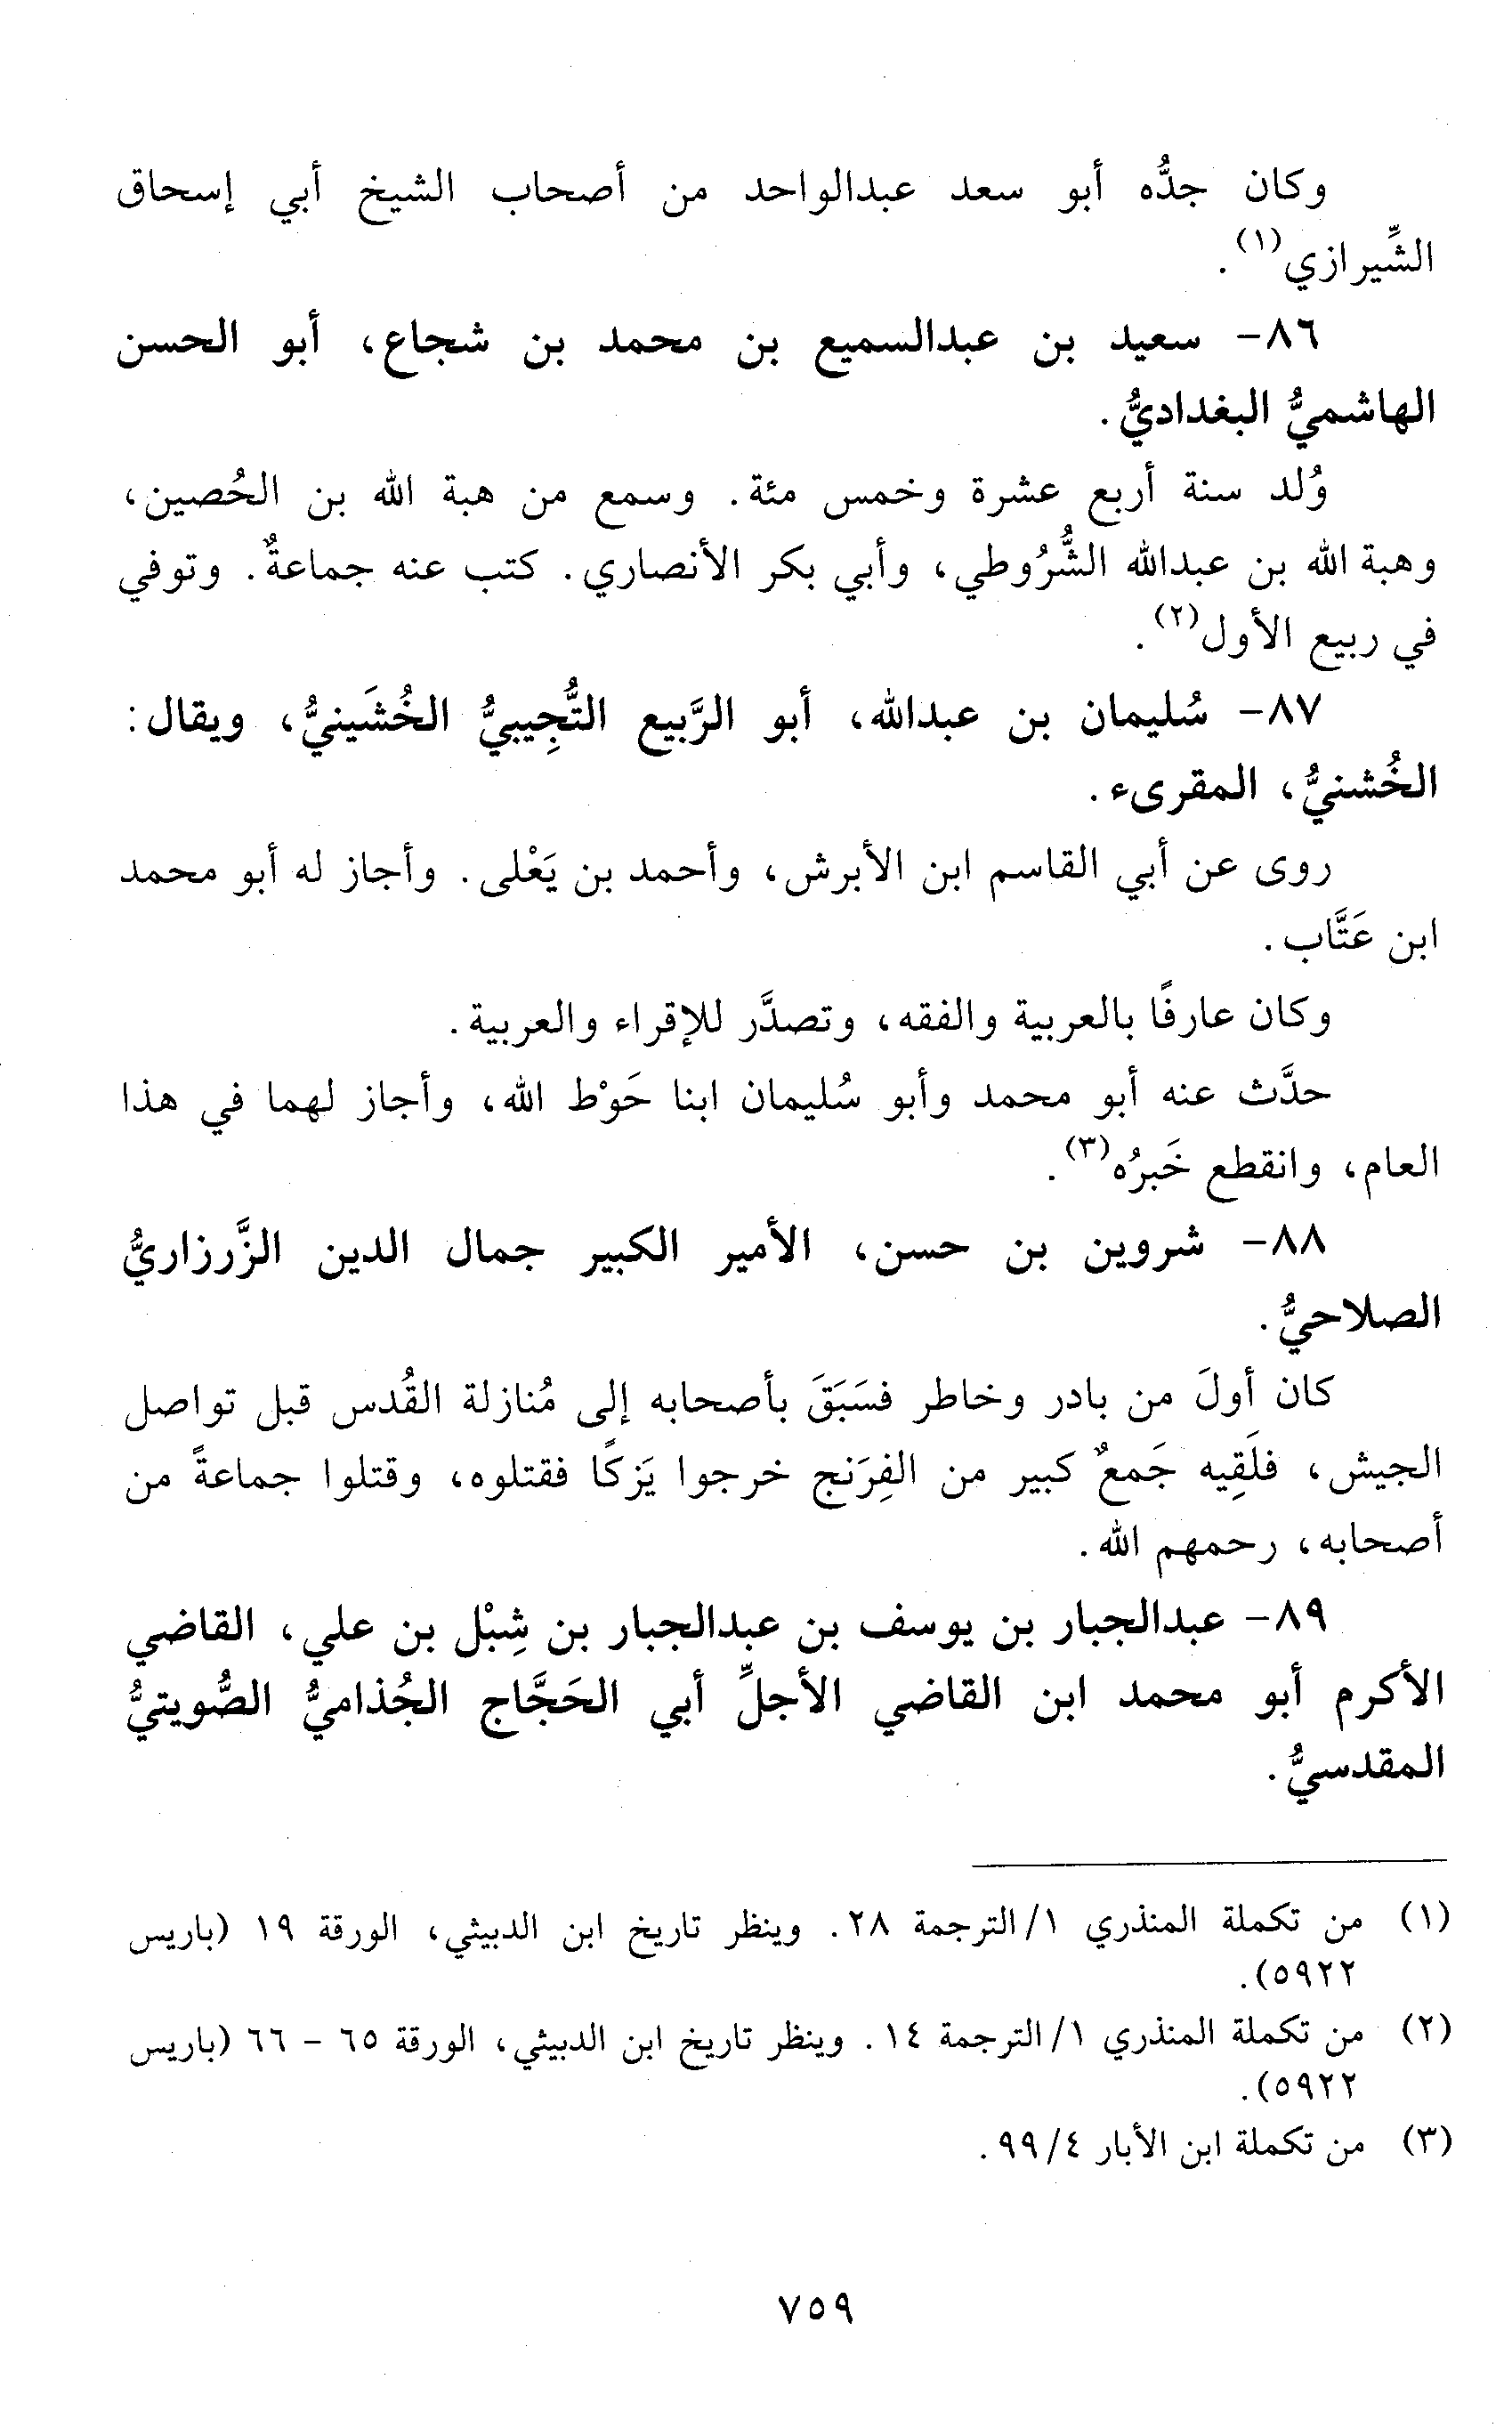 وكان جدُّه أبو سعد عبدالواحد من أصحاب الشيخ أبي إسحاق
الشِّيرازي(١).
٨٦- سعيد بن عبدالسميع بن محمد بن شجاع، أبو الحسن
الهاشميُّ البغداديُّ.
وُلد سنة أربع عشرة وخمس مئة. وسمع من هبة الله بن الحُصين،
وهبة الله بن عبدالله الشُّرُوطي، وأبي بكر الأنصاري. كتب عنه جماعةٌ. وتوفي
في ربيع الأول(٢).
٨٧- سُليمان بن عبدالله، أبو الرَّبيع التُّجِيبيُّ الخُشَينيُّ، ويقال:
الخُشنيُّ، المقرىء.
روى عن أبي القاسم ابن الأبرش، وأحمد بن يَعْلى. وأجاز له أبو محمد
ابن عَتَّاب.
وكان عارفًا بالعربية والفقه، وتصدَّر للإقراء والعربية.
حدَّث عنه أبو محمد وأبو سُليمان ابنا حَوْط الله، وأجاز لهما في هذا
العام، وانقطع خَبرُه(٣).
٨٨- شروين بن حسن، الأمير الكبير جمال الدين الزَّرزاريُّ
الصلاحيُّ.
كان أولَ من بادر وخاطر فسَبَقَ بأصحابه إلى مُنازلة القُدس قبل تواصل
الجيش، فلَقِيه جَمعٌ كبير من الفِرَنج خرجوا يَزكًا فقتلوه، وقتلوا جماعةً من
أصحابه، رحمهم الله.
٨٩- عبدالجبار بن يوسف بن عبدالجبار بن شِبْل بن علي، القاضي
الأكرم أبو محمد ابن القاضي الأجلِّ أبي الحَجَّاج الجُذاميُّ الصُّويتيُّ
المقدسيُّ.
(١) من تكملة المنذري ١/ الترجمة ٢٨. وينظر تاريخ ابن الدبيثي، الورقة ١٩ (باريس
٥٩٢٢).
(٢) من تكملة المنذري ١/ الترجمة ١٤. وينظر تاريخ ابن الدبيثي، الورقة ٦٥ - ٦٦ (باريس
٥٩٢٢).
(٣) من تكملة ابن الأبار ٤/ ٩٩.
٧٥٩